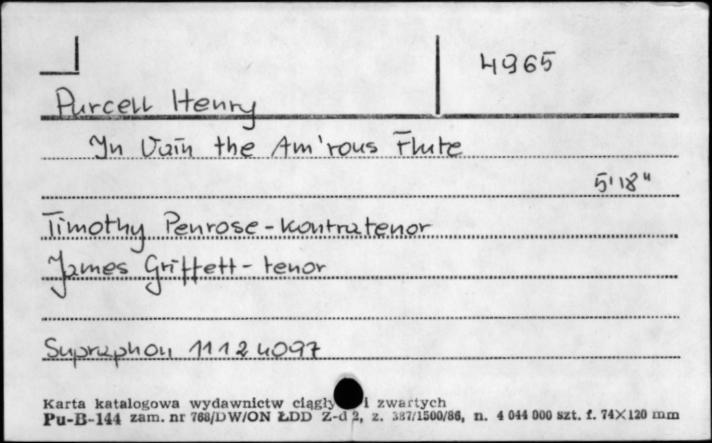 4965
Purcell Henry
In Vain the Am'rous Flute
5'18"
Timothy Penrose - kontratenor
James Griffett - tenor
Supraphon 1112 4097
Karta katalogowa wydawnictw ciągły i zwartych
Pu-B-144 zam. nr 768/DW/ON ŁDD Z-d 2, z. 387/1500/86, n. 4 044 000 szt. f. 74×120 mm